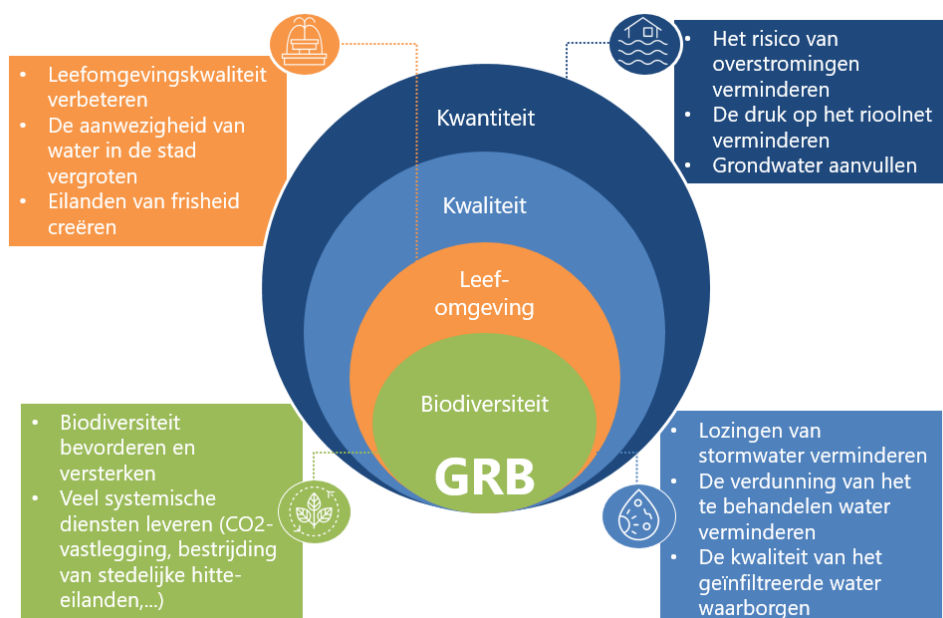 • Leefomgevingskwaliteit
verbeteren
• De aanwezigheid van
water in de stad
vergroten
• Eilanden van frisheid
creëren
• Het risico van
overstromingen
verminderen
• De druk op het rioolnet
verminderen
• Grondwater aanvullen
Kwantiteit
Kwaliteit
Leef-
omgeving
Biodiversiteit
GRB
• Biodiversiteit
bevorderen en
versterken
• Veel systemische
diensten leveren (CO2-
vastlegging, bestrijding
van stedelijke hitte-
eilanden,...)
• Lozingen van
stormwater verminderen
• De verdunning van het
te behandelen water
verminderen
• De kwaliteit van het
geïnfiltreerde water
waarborgen